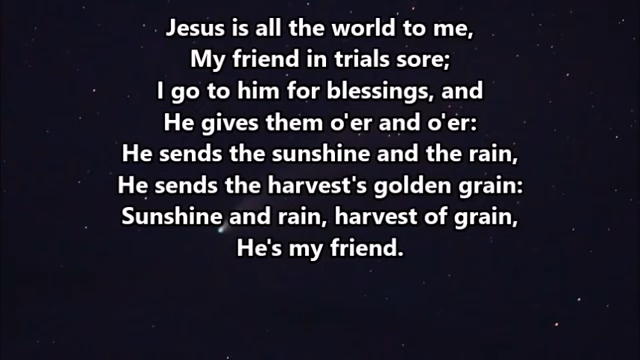 Jesus is all the world to me,
My friend in trials sore;
I go to him for blessings, and
He gives them o'er and o'er:
He sends the sunshine and the rain,
He sends the harvest's golden grain:
Sunshine and rain, harvest of grain,
He's my friend.